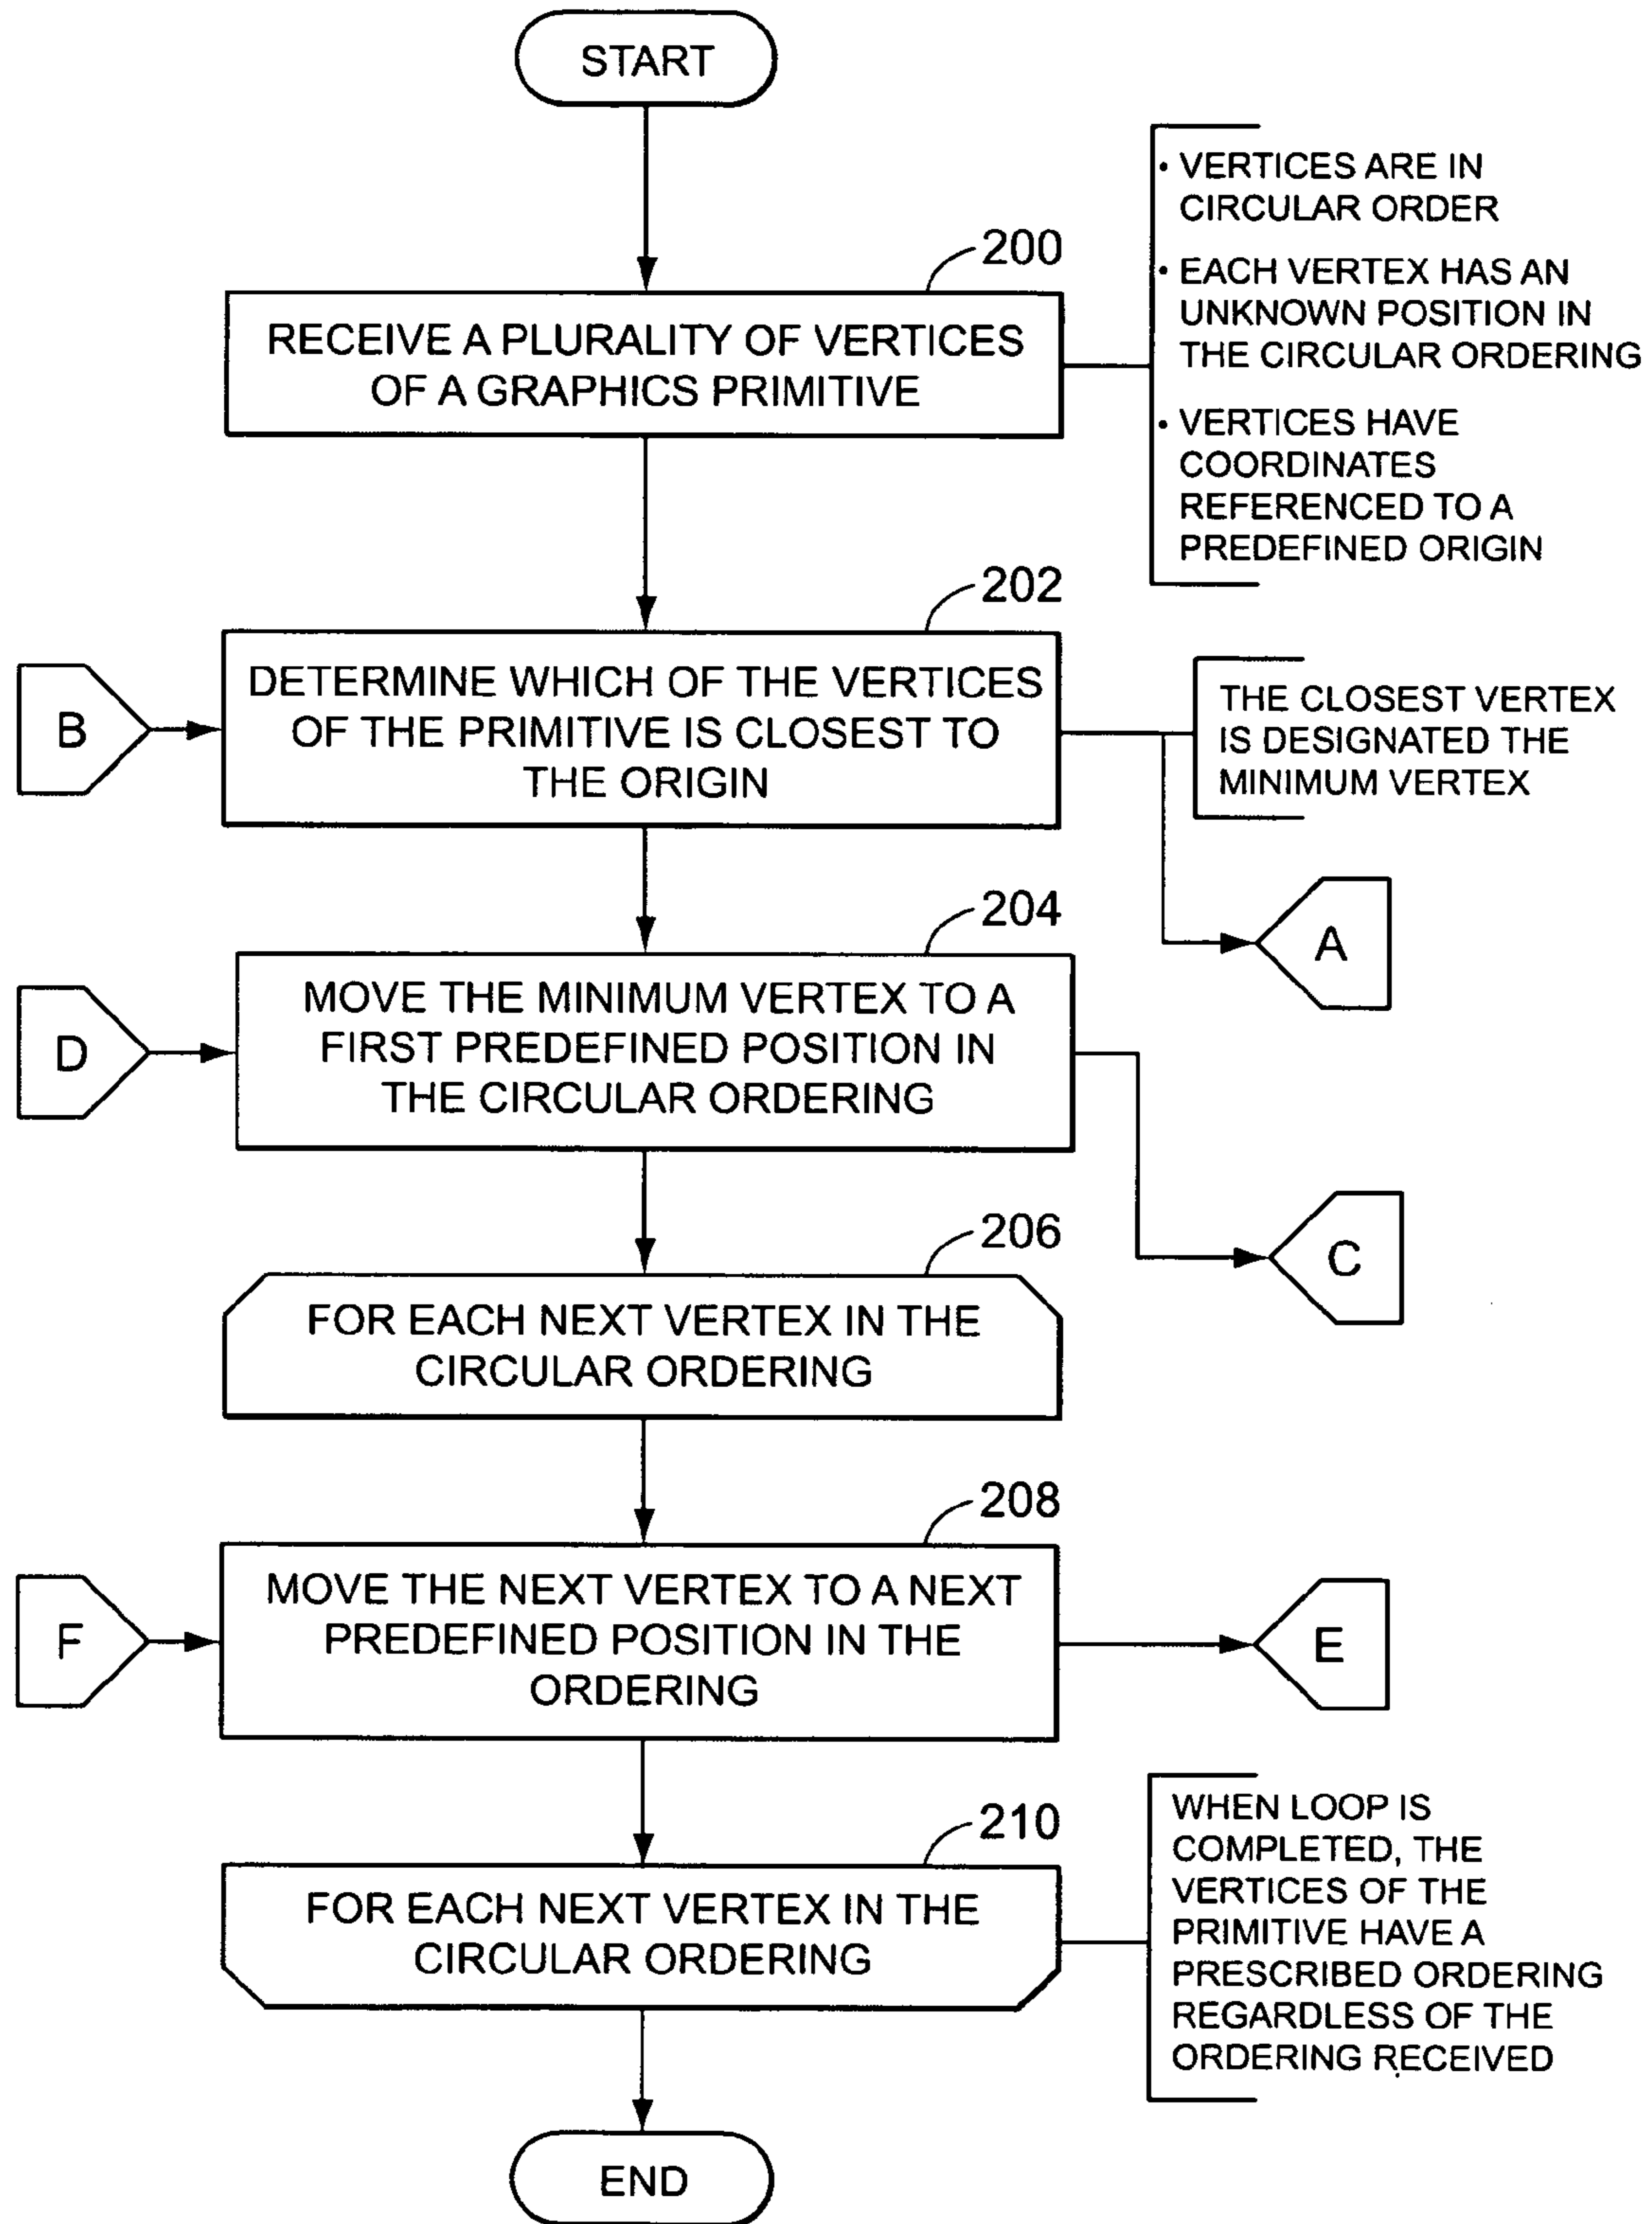 START
• VERTICES ARE IN
CIRCULAR ORDER
• EACH VERTEX HAS AN
UNKNOWN POSITION IN
THE CIRCULAR ORDERING
• VERTICES HAVE
COORDINATES
REFERENCED TO A
PREDEFINED ORIGIN
200
RECEIVE A PLURALITY OF VERTICES
OF A GRAPHICS PRIMITIVE
202
B
DETERMINE WHICH OF THE VERTICES
OF THE PRIMITIVE IS CLOSEST TO
THE ORIGIN
THE CLOSEST VERTEX
IS DESIGNATED THE
MINIMUM VERTEX
A
204
D
MOVE THE MINIMUM VERTEX TO A
FIRST PREDEFINED POSITION IN
THE CIRCULAR ORDERING
C
206
FOR EACH NEXT VERTEX IN THE
CIRCULAR ORDERING
208
F
MOVE THE NEXT VERTEX TO A NEXT
PREDEFINED POSITION IN THE
ORDERING
E
210
FOR EACH NEXT VERTEX IN THE
CIRCULAR ORDERING
WHEN LOOP IS
COMPLETED, THE
VERTICES OF THE
PRIMITIVE HAVE A
PRESCRIBED ORDERING
REGARDLESS OF THE
ORDERING RECEIVED
END